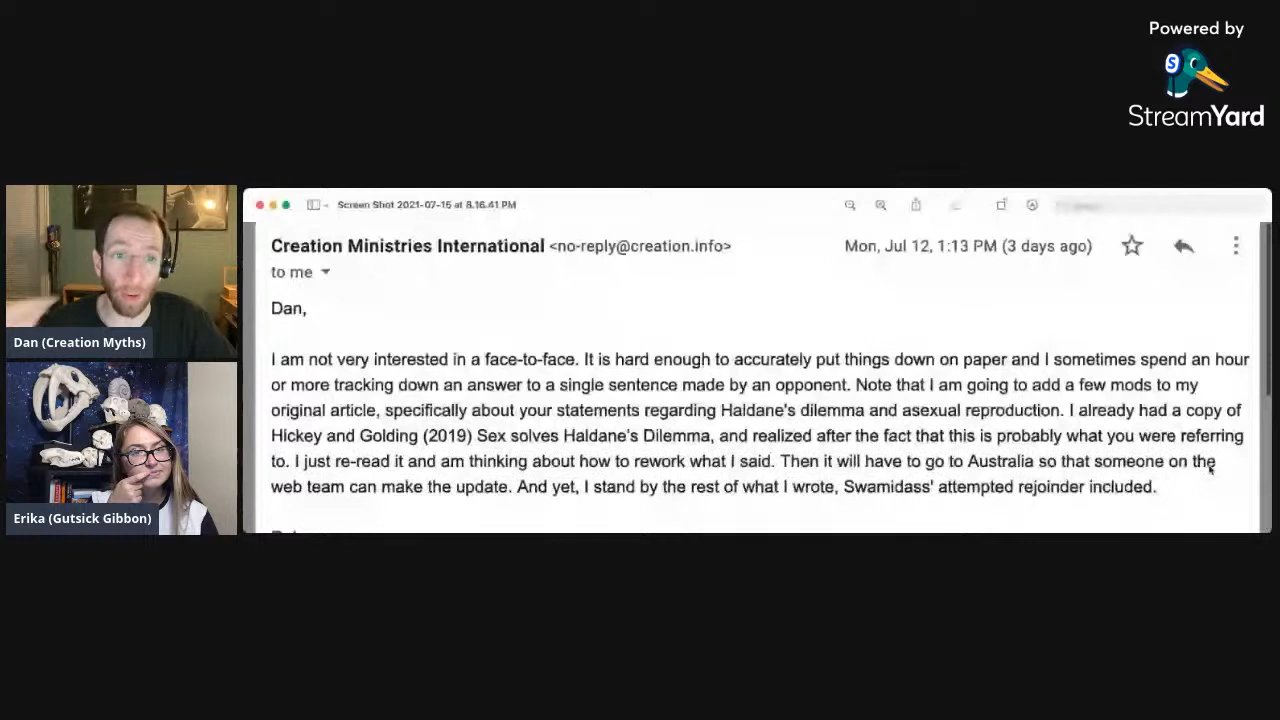 Powered by
S
StreamYard
Screen Shot 2021-07-15 at 8.16.41 PM
Creation Ministries International <no-reply@creation.info>
Mon, Jul 12, 1:13 PM (3 days ago)
to me
Dan,
I am not very interested in a face-to-face. It is hard enough to accurately put things down on paper and I sometimes spend an hour
or more tracking down an answer to a single sentence made by an opponent. Note that I am going to add a few mods to my
original article, specifically about your statements regarding Haldane's dilemma and asexual reproduction. I already had a copy of
Hickey and Golding (2019) Sex solves Haldane's Dilemma, and realized after the fact that this is probably what you were referring
to. I just re-read it and am thinking about how to rework what I said. Then it will have to go to Australia so that someone on the
web team can make the update. And yet, I stand by the rest of what I wrote, Swamidass' attempted rejoinder included.
Dan (Creation Myths)
Erika (Gutsick Gibbon)